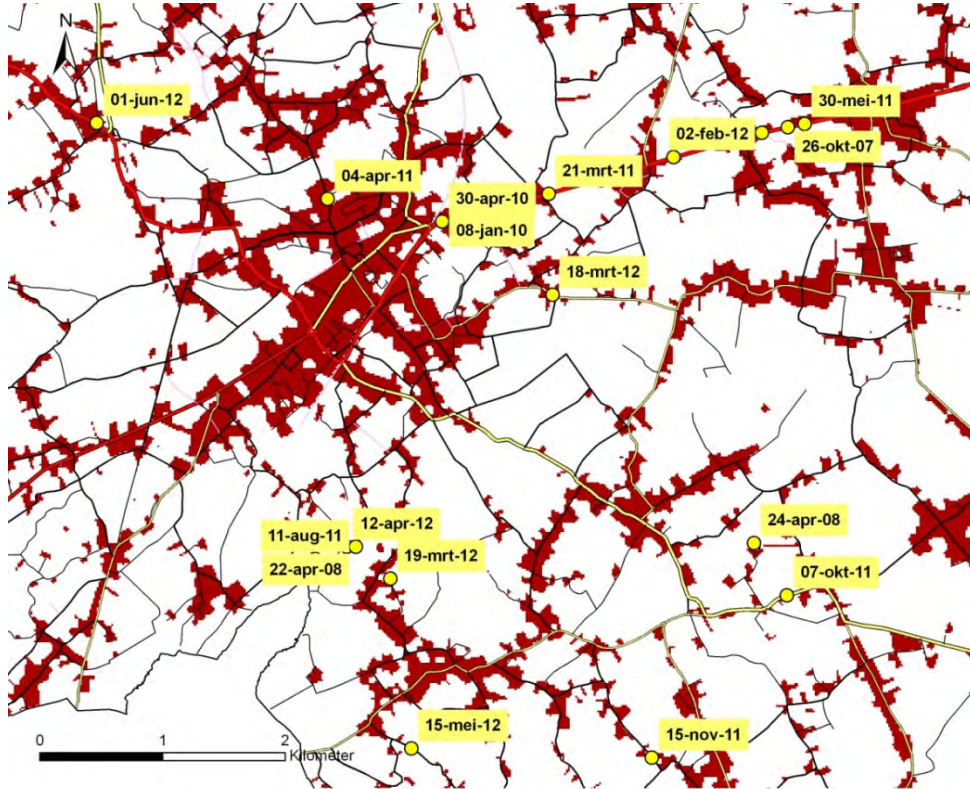 N
01-jun-12
30-mei-11
02-feb-12
26-okt-07
04-apr-11
21-mrt-11
30-apr-10
08-jan-10
18-mrt-12
12-apr-12
11-aug-11
24-apr-08
19-mrt-12
22-apr-08
07-okt-11
15-mei-12
15-nov-11
0 1 2
Kilometer